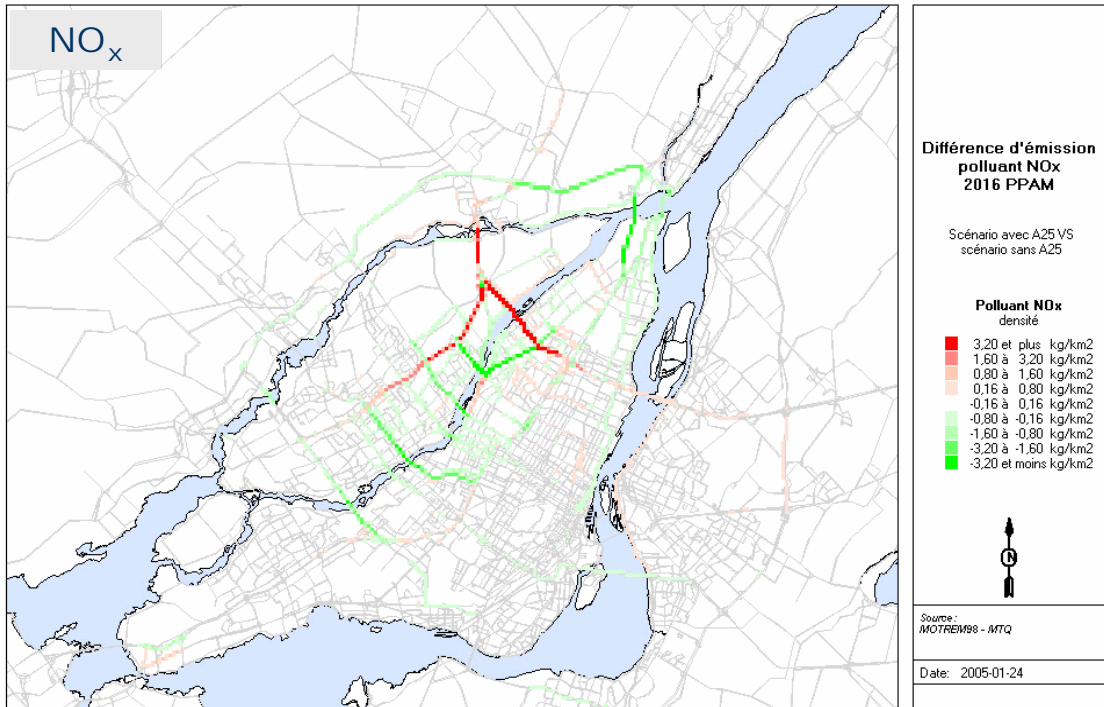 NOx
Différence d'émission
polluant NOx
2016 PPAM
Scénario avec A25 VS
scénario sans A25
Polluant NOx
densité
3,20 et plus kg/km2
1,60 à 3,20 kg/km2
0,80 à 1,60 kg/km2
0,16 à 0,80 kg/km2
-0,16 à 0,16 kg/km2
-0,80 à -0,16 kg/km2
-1,60 à -0,80 kg/km2
-3,20 à -1,60 kg/km2
-3,20 et moins kg/km2
N
Source :
MOTREM98 - MTQ
Date: 2005-01-24